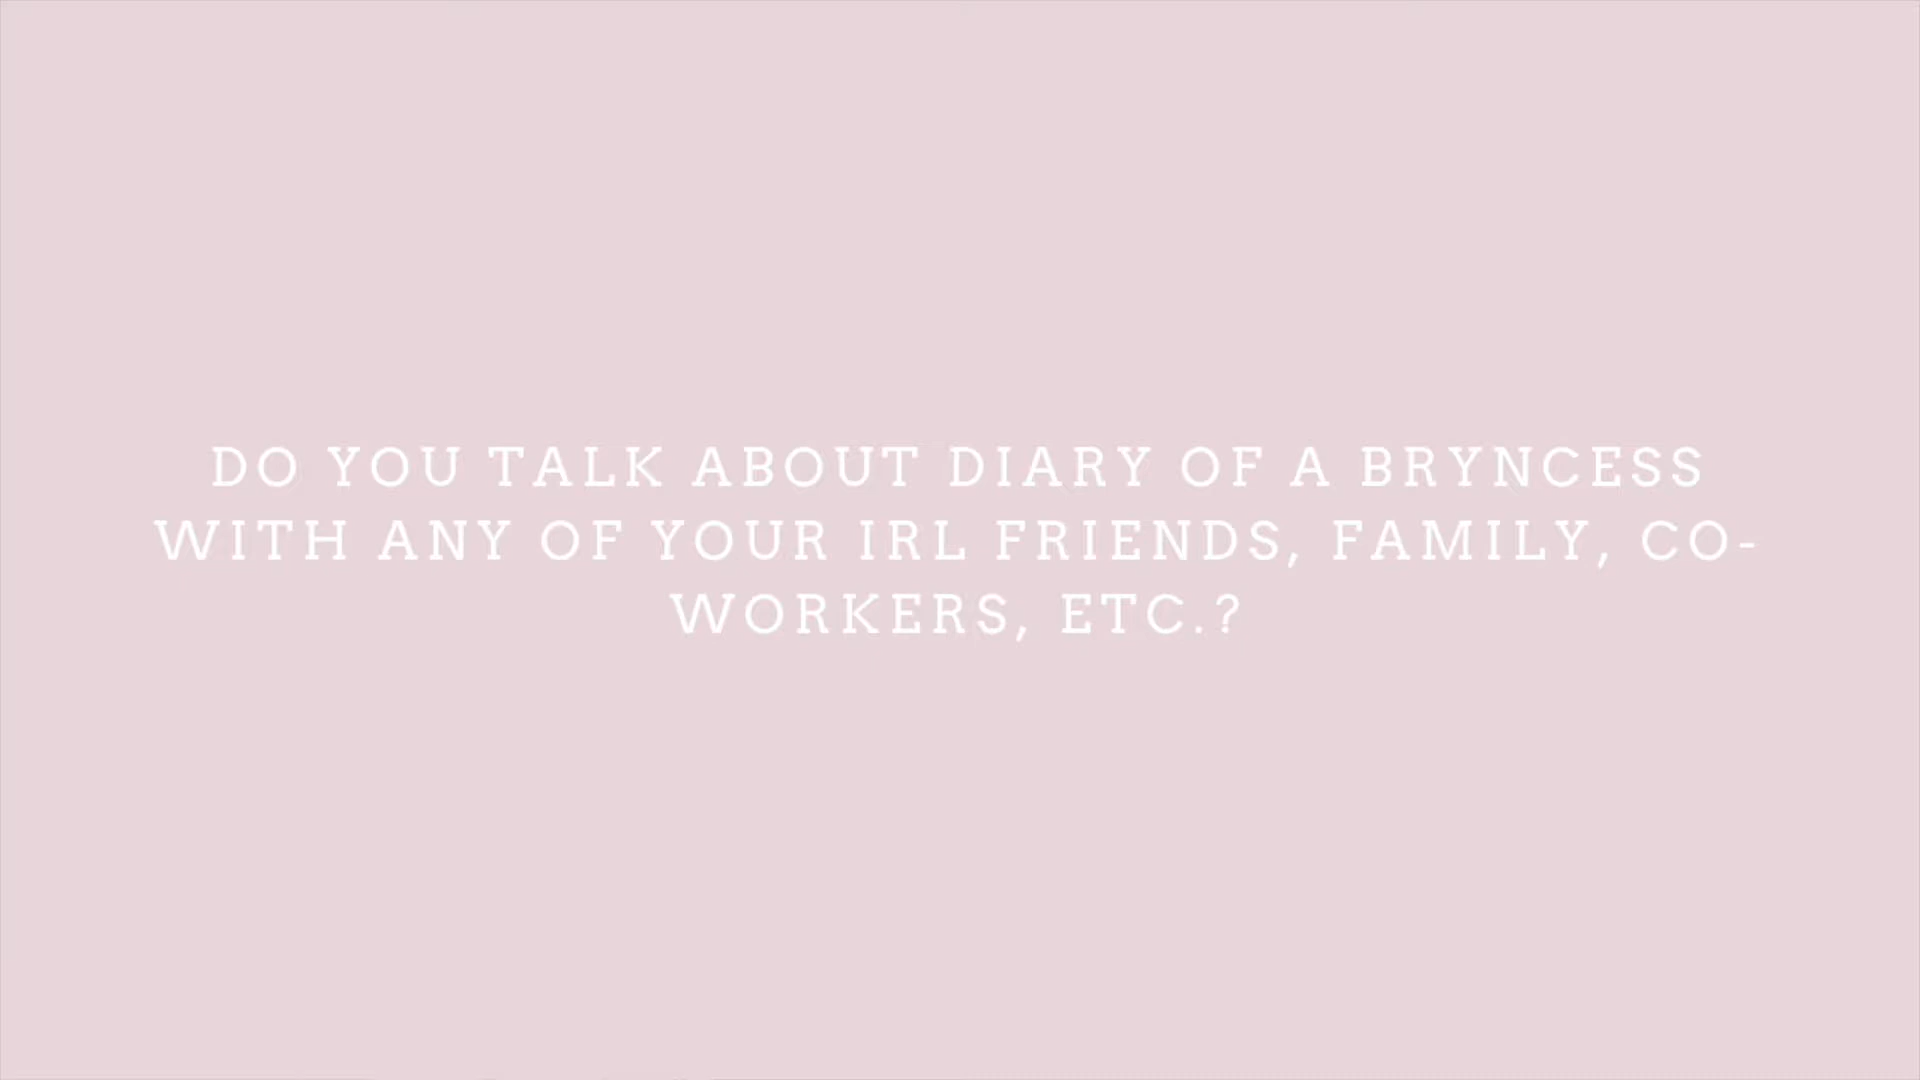 DO YOU TALK ABOUT DIARY OF A BRYNCESS
WITH ANY OF YOUR IRL FRIENDS, FAMILY, CO-
WORKERS, ETC.?